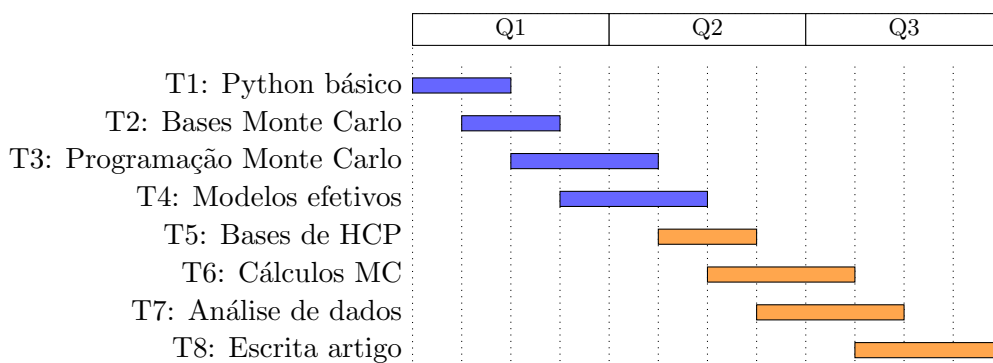 Q1 Q2 Q3
T1: Python básico
T2: Bases Monte Carlo
T3: Programação Monte Carlo
T4: Modelos efetivos
T5: Bases de HCP
T6: Cálculos MC
T7: Análise de dados
T8: Escrita artigo